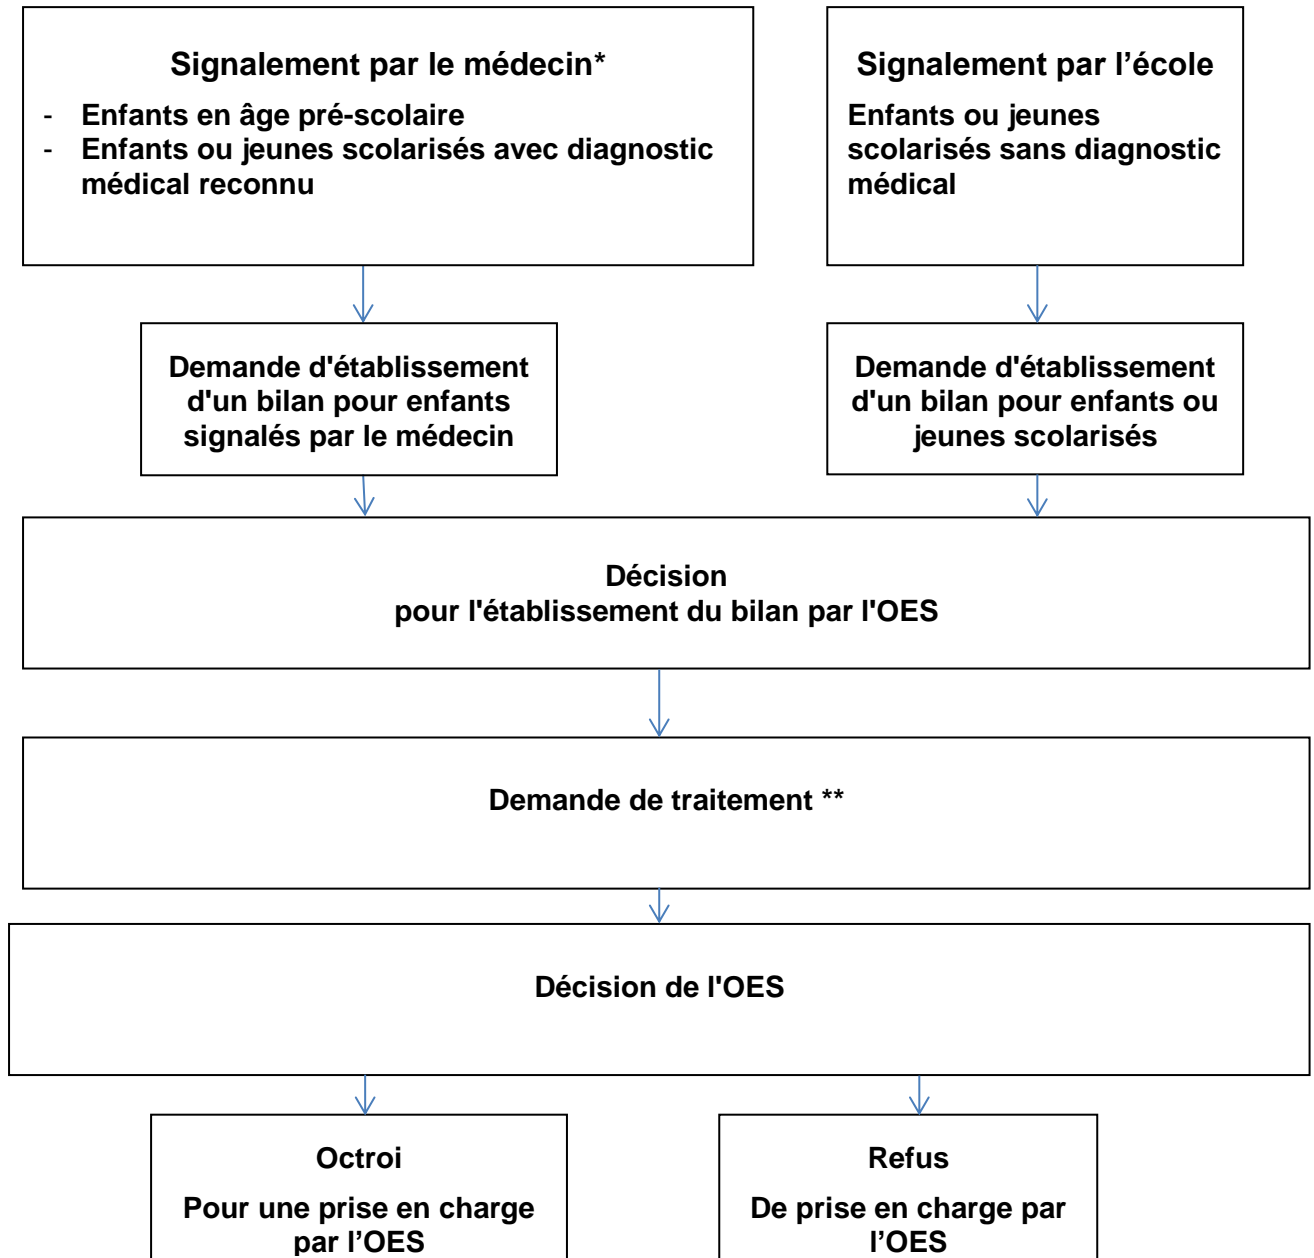 Signalement par le médecin*
- Enfants en âge pré-scolaire
- Enfants ou jeunes scolarisés avec diagnostic
médical reconnu
Signalement par l’école
Enfants ou jeunes
scolarisés sans diagnostic
médical
Demande d'établissement
d'un bilan pour enfants
signalés par le médecin
Demande d'établissement
d'un bilan pour enfants ou
jeunes scolarisés
Décision
pour l'établissement du bilan par l'OES
Demande de traitement **
Décision de l'OES
Octroi
Pour une prise en charge
par l’OES
Refus
De prise en charge par
l’OES